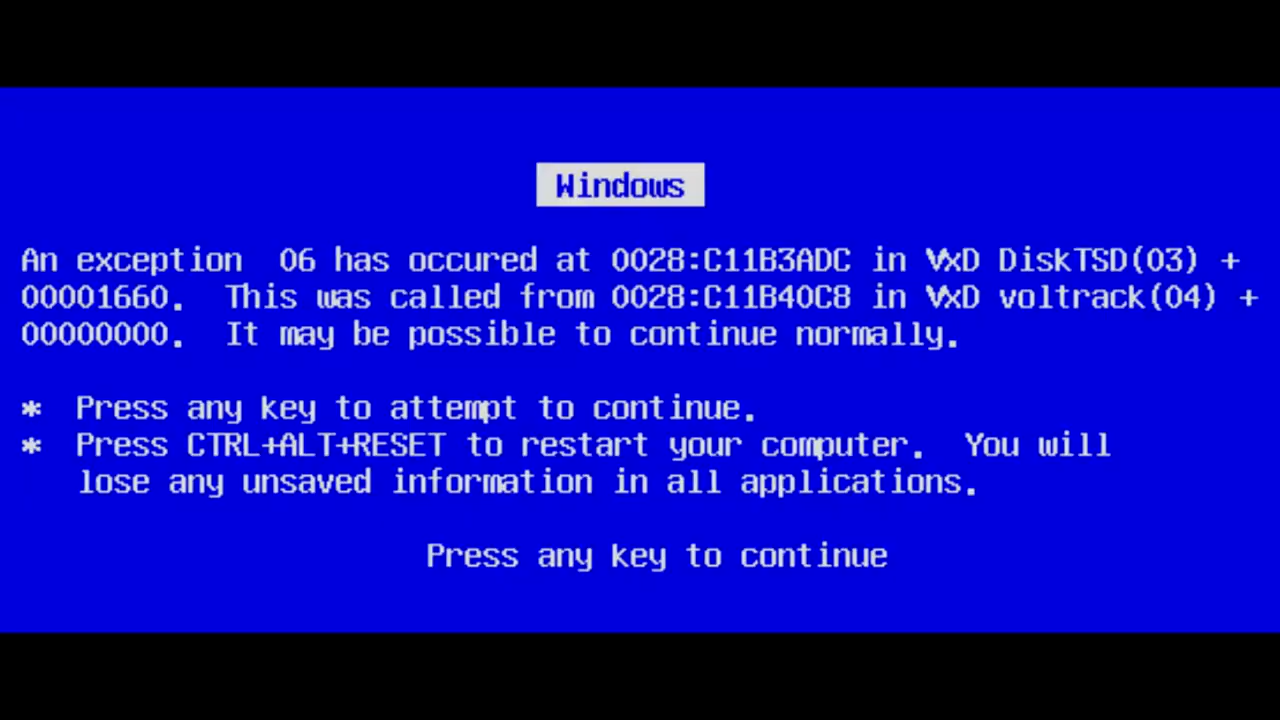 Windows
An exception  06 has occured at 0028:C11B3ADC in VxD DiskTSD(03) +
00001660.  This was called from 0028:C11B40C8 in VxD voltrack(04) +
00000000.  It may be possible to continue normally.
*  Press any key to attempt to continue.
*  Press CTRL+ALT+RESET to restart your computer.  You will
lose any unsaved information in all applications.
Press any key to continue